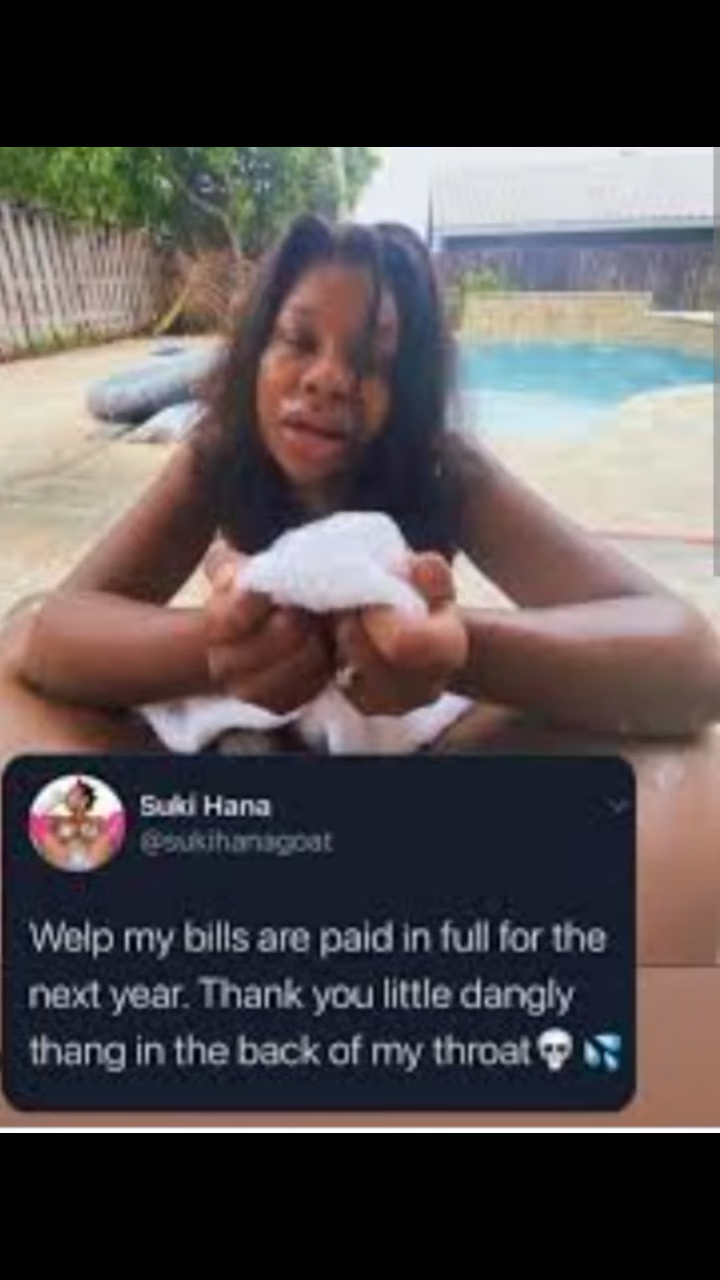 Suki Hana
@sukihanagoat
Welp my bills are paid in full for the
next year. Thank you little dangly
thang in the back of my throat💀 💦